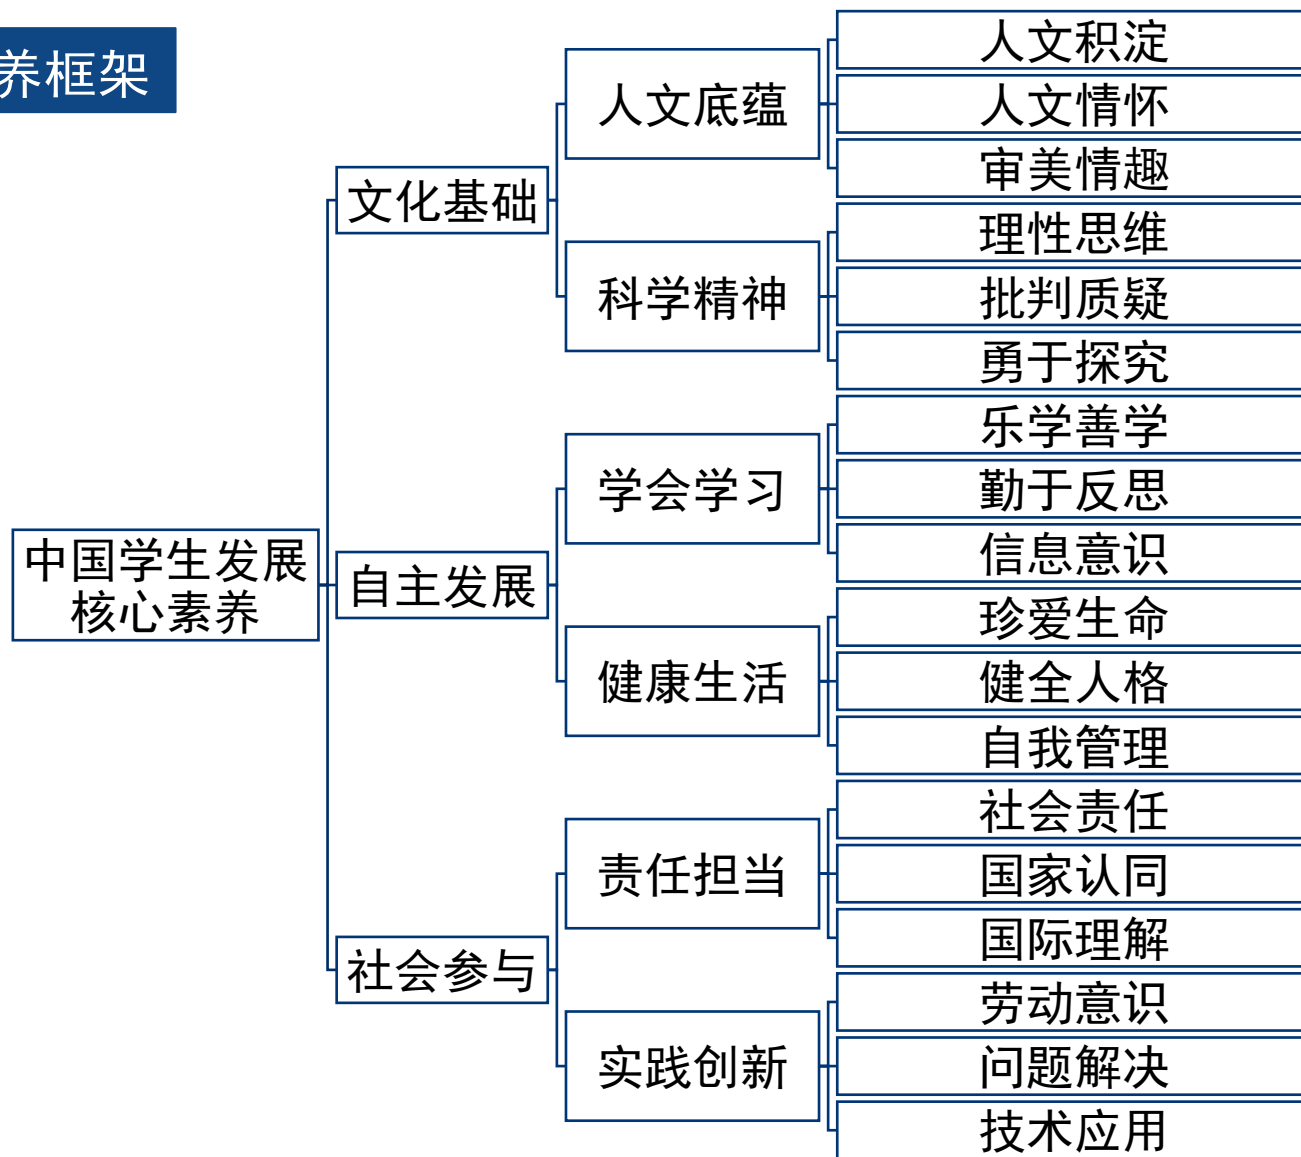 养框架
中国学生发展
核心素养
文化基础
人文底蕴
人文积淀
人文情怀
审美情趣
科学精神
理性思维
批判质疑
勇于探究
自主发展
学会学习
乐学善学
勤于反思
信息意识
健康生活
珍爱生命
健全人格
自我管理
社会参与
责任担当
社会责任
国家认同
国际理解
实践创新
劳动意识
问题解决
技术应用